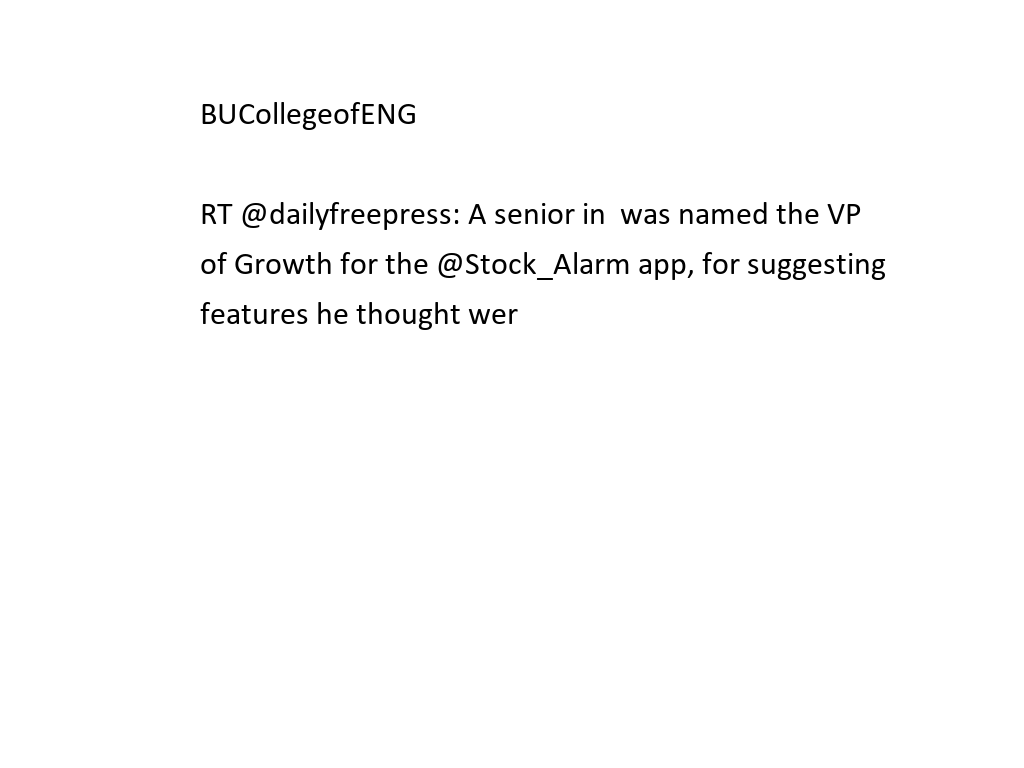 BUCollegeofENG
RT @dailyfreepress: A senior in  was named the VP
of Growth for the @Stock_Alarm app, for suggesting
features he thought wer